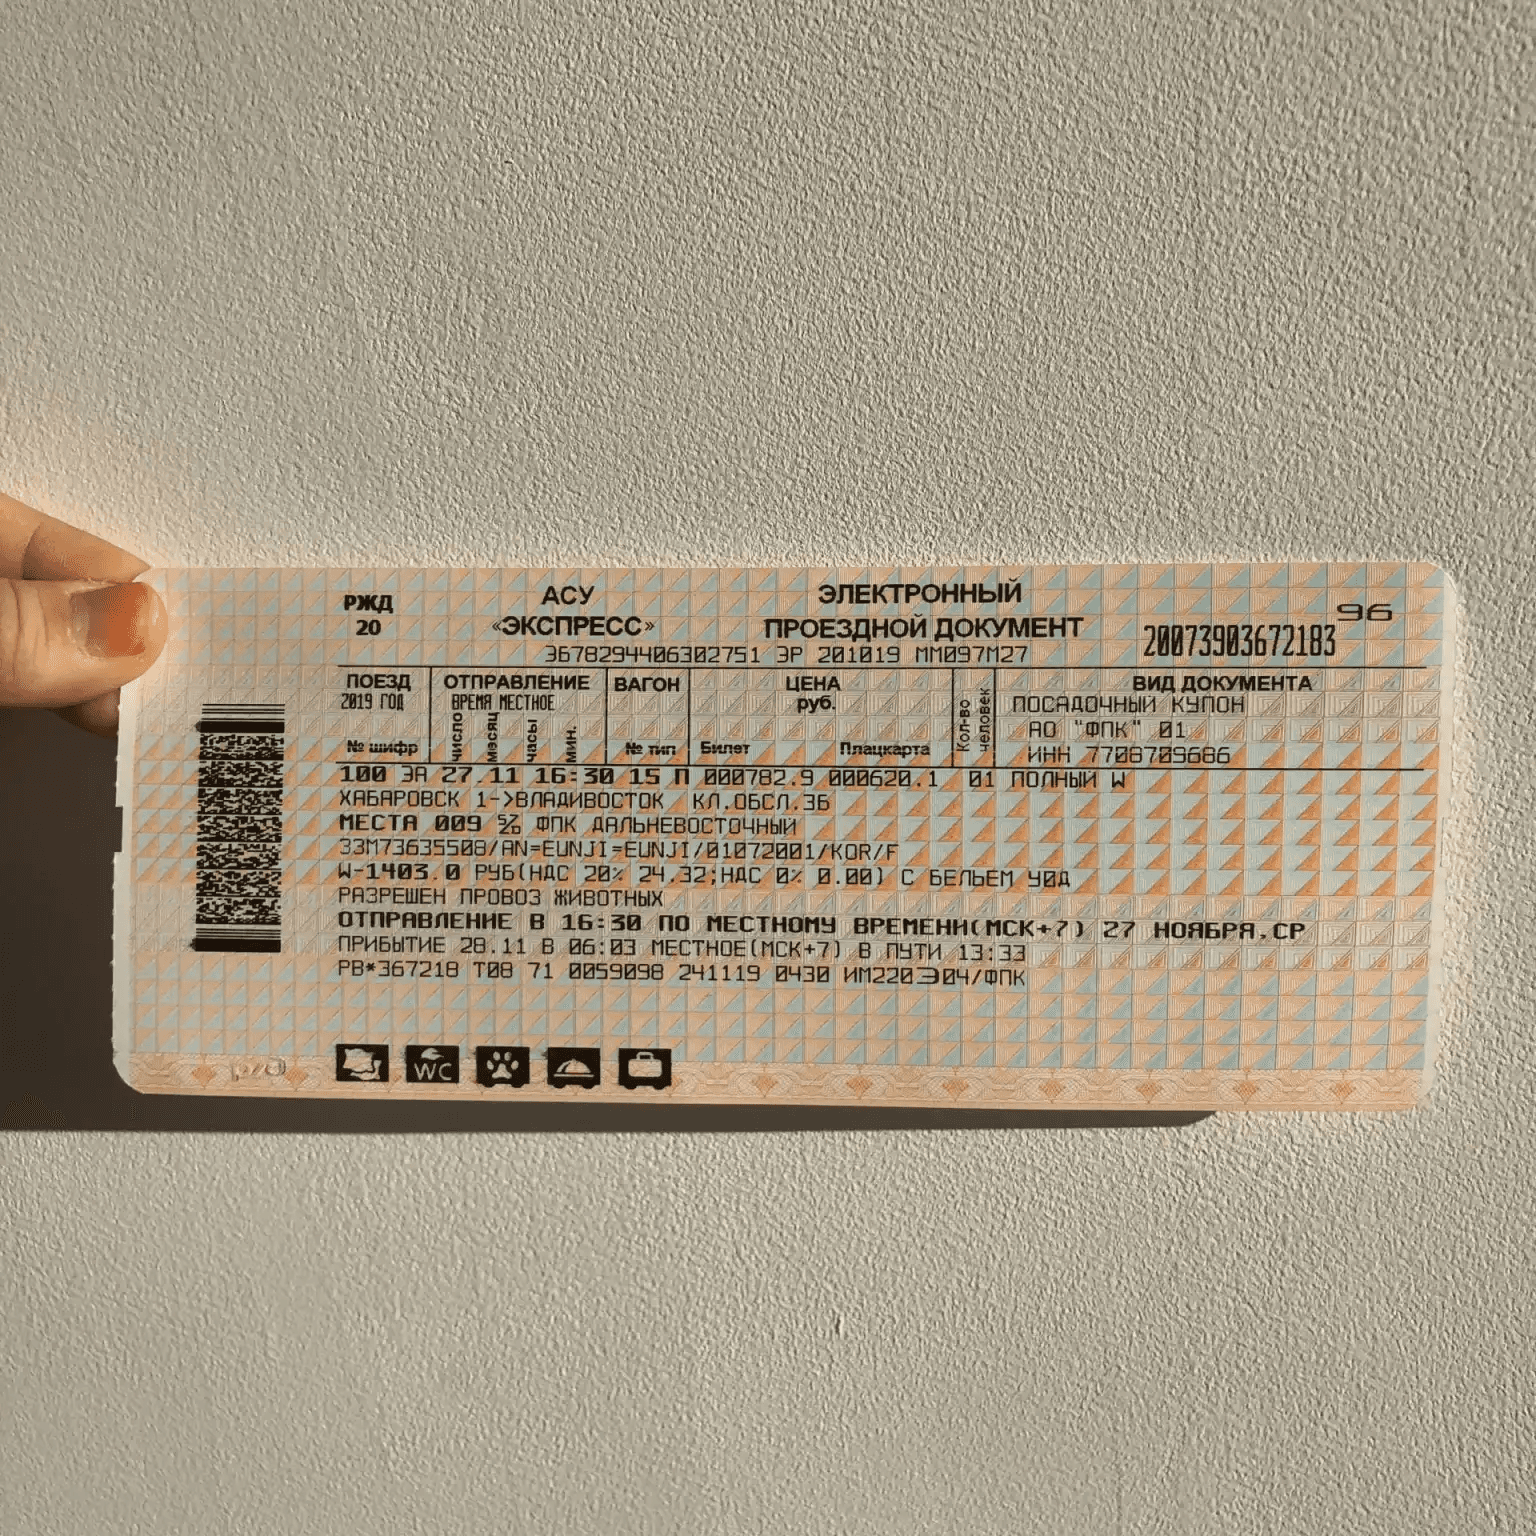 РЖД
20
АСУ
«ЭКСПРЕСС»
ЭЛЕКТРОННЫЙ
ПРОЕЗДНОЙ ДОКУМЕНТ
96
20073903672183
3678294406302751 ЭР 201019 ММ097М27
ПОЕЗД
2019 ГОД
№ шифр
ОТПРАВЛЕНИЕ
ВРЕМЯ МЕСТНОЕ
число
месяц
часы
мин.
ВАГОН
№ тип
ЦЕНА
руб.
Билет
Плацкарта
Кол-во
человек
ВИД ДОКУМЕНТА
ПОСАДОЧНЫЙ КУПОН
АО "ФПК" 01
ИНН 7708709686
100 ЭА 27.11 16:30 15 П 000782.9 000620.1 01 ПОЛНЫЙ W
ХАБАРОВСК 1->ВЛАДИВОСТОК КЛ.ОБСЛ.3Б
МЕСТА 009 ФПК ДАЛЬНЕВОСТОЧНЫЙ
ЗЗМ73635508/AN=EUNJI=EUNJI/01072001/KOR/F
W-1403.0 РУБ(НДС 20% 24.32;НДС 0% 0.00) С БЕЛЬЕМ У0Д
РАЗРЕШЕН ПРОВОЗ ЖИВОТНЫХ
ОТПРАВЛЕНИЕ В 16:30 ПО МЕСТНОМУ ВРЕМЕНИ(МСК+7) 27 НОЯБРЯ,СР
ПРИБЫТИЕ 28.11 В 06:03 МЕСТНОЕ(МСК+7) В ПУТИ 13:33
РВ*367218 Т08 71 0059098 241119 0430 ИМ220Э04/ФПК
WC